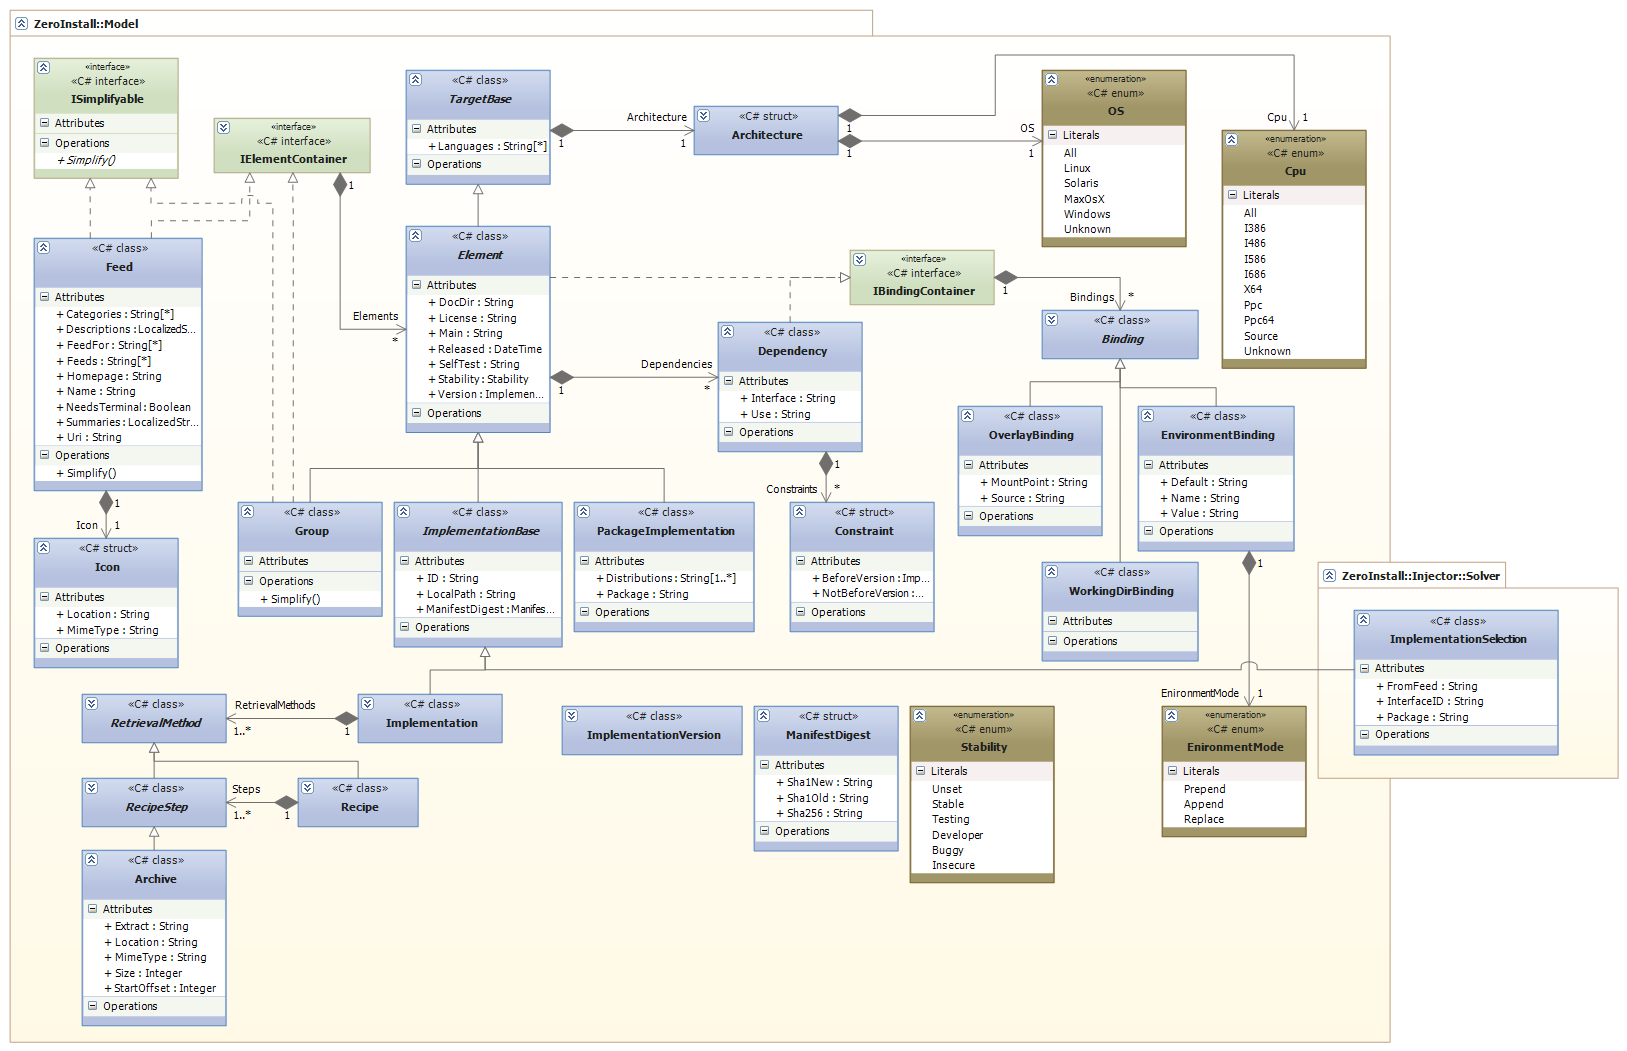 ZeroInstall::Model
«interface»
«C# interface»
ISimplifyable
Attributes
Operations
+ Simplify()
«interface»
«C# interface»
IElementContainer
1
Elements
*
«C# class»
TargetBase
Attributes
+ Languages : String[*]
Operations
Architecture
1
1
«C# struct»
Architecture
1
1
OS
1
Cpu
1
«enumeration»
«C# enum»
OS
Literals
All
Linux
Solaris
MaxOsX
Windows
Unknown
«enumeration»
«C# enum»
Cpu
Literals
All
I386
I486
I586
I686
X64
Ppc
Ppc64
Source
Unknown
«C# class»
Feed
Attributes
+ Categories : String[*]
+ Descriptions : LocalizedS...
+ FeedFor : String[*]
+ Feeds : String[*]
+ Homepage : String
+ Name : String
+ NeedsTerminal : Boolean
+ Summaries : LocalizedStr...
+ Uri : String
Operations
+ Simplify()
1
Icon
1
«C# struct»
Icon
Attributes
+ Location : String
+ MimeType : String
Operations
«C# class»
Element
Attributes
+ DocDir : String
+ License : String
+ Main : String
+ Released : DateTime
+ SelfTest : String
+ Stability : Stability
+ Version : Implemen...
Operations
1
Dependencies
*
«interface»
«C# interface»
IBindingContainer
1
Bindings
*
«C# class»
Binding
«C# class»
Dependency
Attributes
+ Interface : String
+ Use : String
Operations
1
Constraints
*
«C# class»
OverlayBinding
Attributes
+ MountPoint : String
+ Source : String
Operations
«C# class»
EnvironmentBinding
Attributes
+ Default : String
+ Name : String
+ Value : String
Operations
1
«C# class»
Group
Attributes
Operations
+ Simplify()
«C# class»
ImplementationBase
Attributes
+ ID : String
+ LocalPath : String
+ ManifestDigest : Manifes...
Operations
«C# class»
PackageImplementation
Attributes
+ Distributions : String[1..*]
+ Package : String
Operations
«C# struct»
Constraint
Attributes
+ BeforeVersion : Imp...
+ NotBeforeVersion : ...
Operations
«C# class»
WorkingDirBinding
Attributes
Operations
ZeroInstall::Injector::Solver
«C# class»
ImplementationSelection
Attributes
+ FromFeed : String
+ InterfaceID : String
+ Package : String
Operations
«C# class»
RetrievalMethod
RetrievalMethods
1..*
1
«C# class»
Implementation
«C# class»
RecipeStep
Steps
1..*
1
«C# class»
Recipe
«C# class»
Archive
Attributes
+ Extract : String
+ Location : String
+ MimeType : String
+ Size : Integer
+ StartOffset : Integer
Operations
«C# class»
ImplementationVersion
«C# struct»
ManifestDigest
Attributes
+ Sha1New : String
+ Sha1Old : String
+ Sha256 : String
Operations
«enumeration»
«C# enum»
Stability
Literals
Unset
Stable
Testing
Developer
Buggy
Insecure
EnironmentMode
1
«enumeration»
«C# enum»
EnironmentMode
Literals
Prepend
Append
Replace